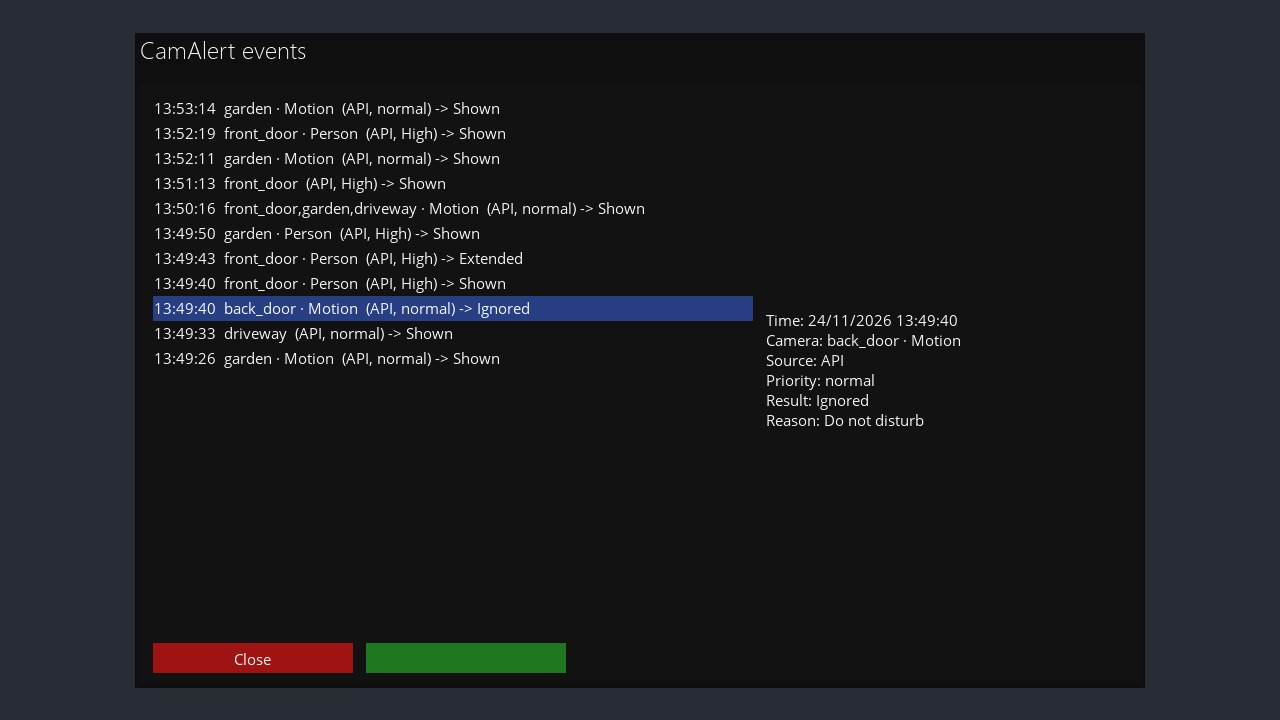 CamAlert events
13:53:14  garden · Motion  (API, normal) -> Shown
13:52:19  front_door · Person  (API, High) -> Shown
13:52:11  garden · Motion  (API, normal) -> Shown
13:51:13  front_door  (API, High) -> Shown
13:50:16  front_door,garden,driveway · Motion  (API, normal) -> Shown
13:49:50  garden · Person  (API, High) -> Shown
13:49:43  front_door · Person  (API, High) -> Extended
13:49:40  front_door · Person  (API, High) -> Shown
13:49:40  back_door · Motion  (API, normal) -> Ignored
13:49:33  driveway  (API, normal) -> Shown
13:49:26  garden · Motion  (API, normal) -> Shown
Time: 24/11/2026 13:49:40
Camera: back_door · Motion
Source: API
Priority: normal
Result: Ignored
Reason: Do not disturb
Close